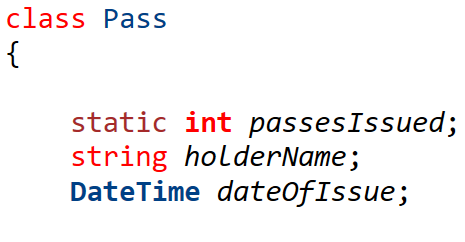 class Pass
{
static int passesIssued;
string holderName;
DateTime dateOfIssue;